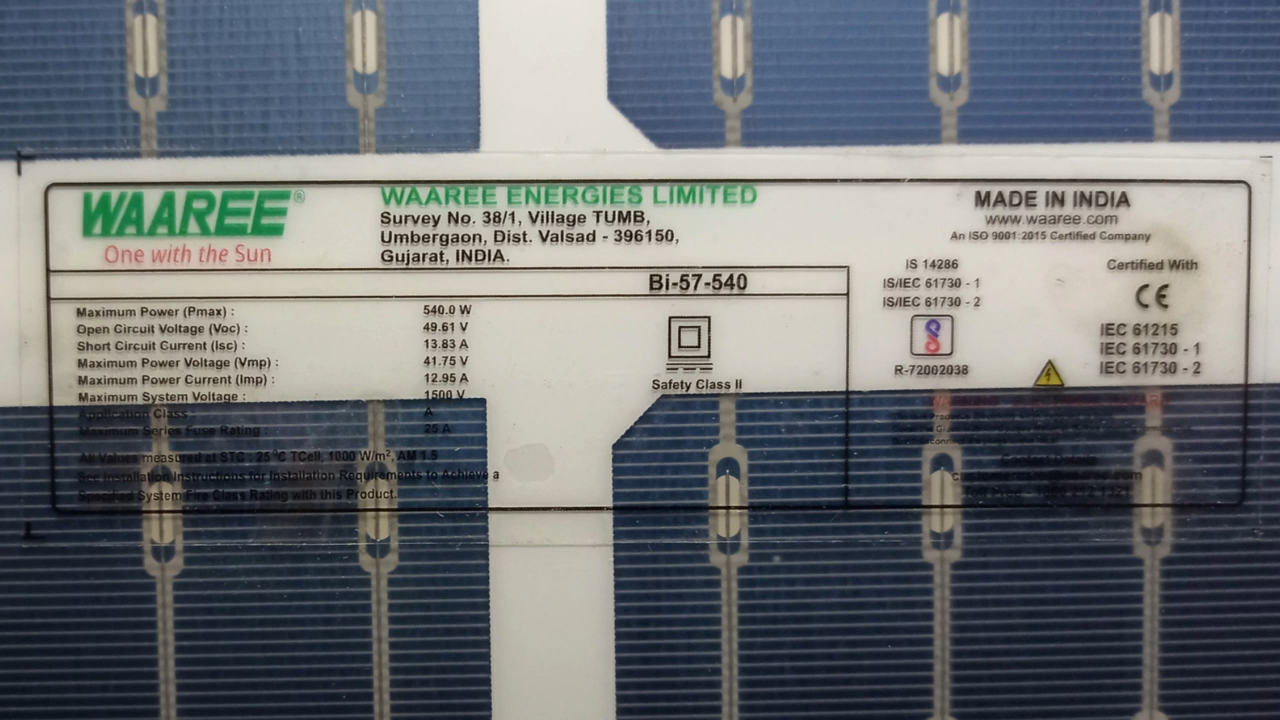 WAAREE®
One with the Sun
WAAREE ENERGIES LIMITED
Survey No. 38/1, Village TUMB,
Umbergaon, Dist. Valsad - 396150,
Gujarat, INDIA.
MADE IN INDIA
www.waaree.com
An ISO 9001:2015 Certified Company
Bi-57-540
Maximum Power (Pmax) : 540.0 W
Open Circuit Voltage (Voc) : 49.61 V
Short Circuit Current (Isc) : 13.83 A
Maximum Power Voltage (Vmp) : 41.75 V
Maximum Power Current (Imp) : 12.95 A
Maximum System Voltage : 1500 V
Application Class : A
Maximum Series Fuse Rating : 25 A
All Values measured at STC : 25°C TCell, 1000 W/m², AM 1.5
See Installation Instructions for Installation Requirements to Achieve a
Specified System Fire Class Rating with this Product.
Safety Class II
IS 14286
IS/IEC 61730 - 1
IS/IEC 61730 - 2
R-72002038
Certified With
CE
IEC 61215
IEC 61730 - 1
IEC 61730 - 2